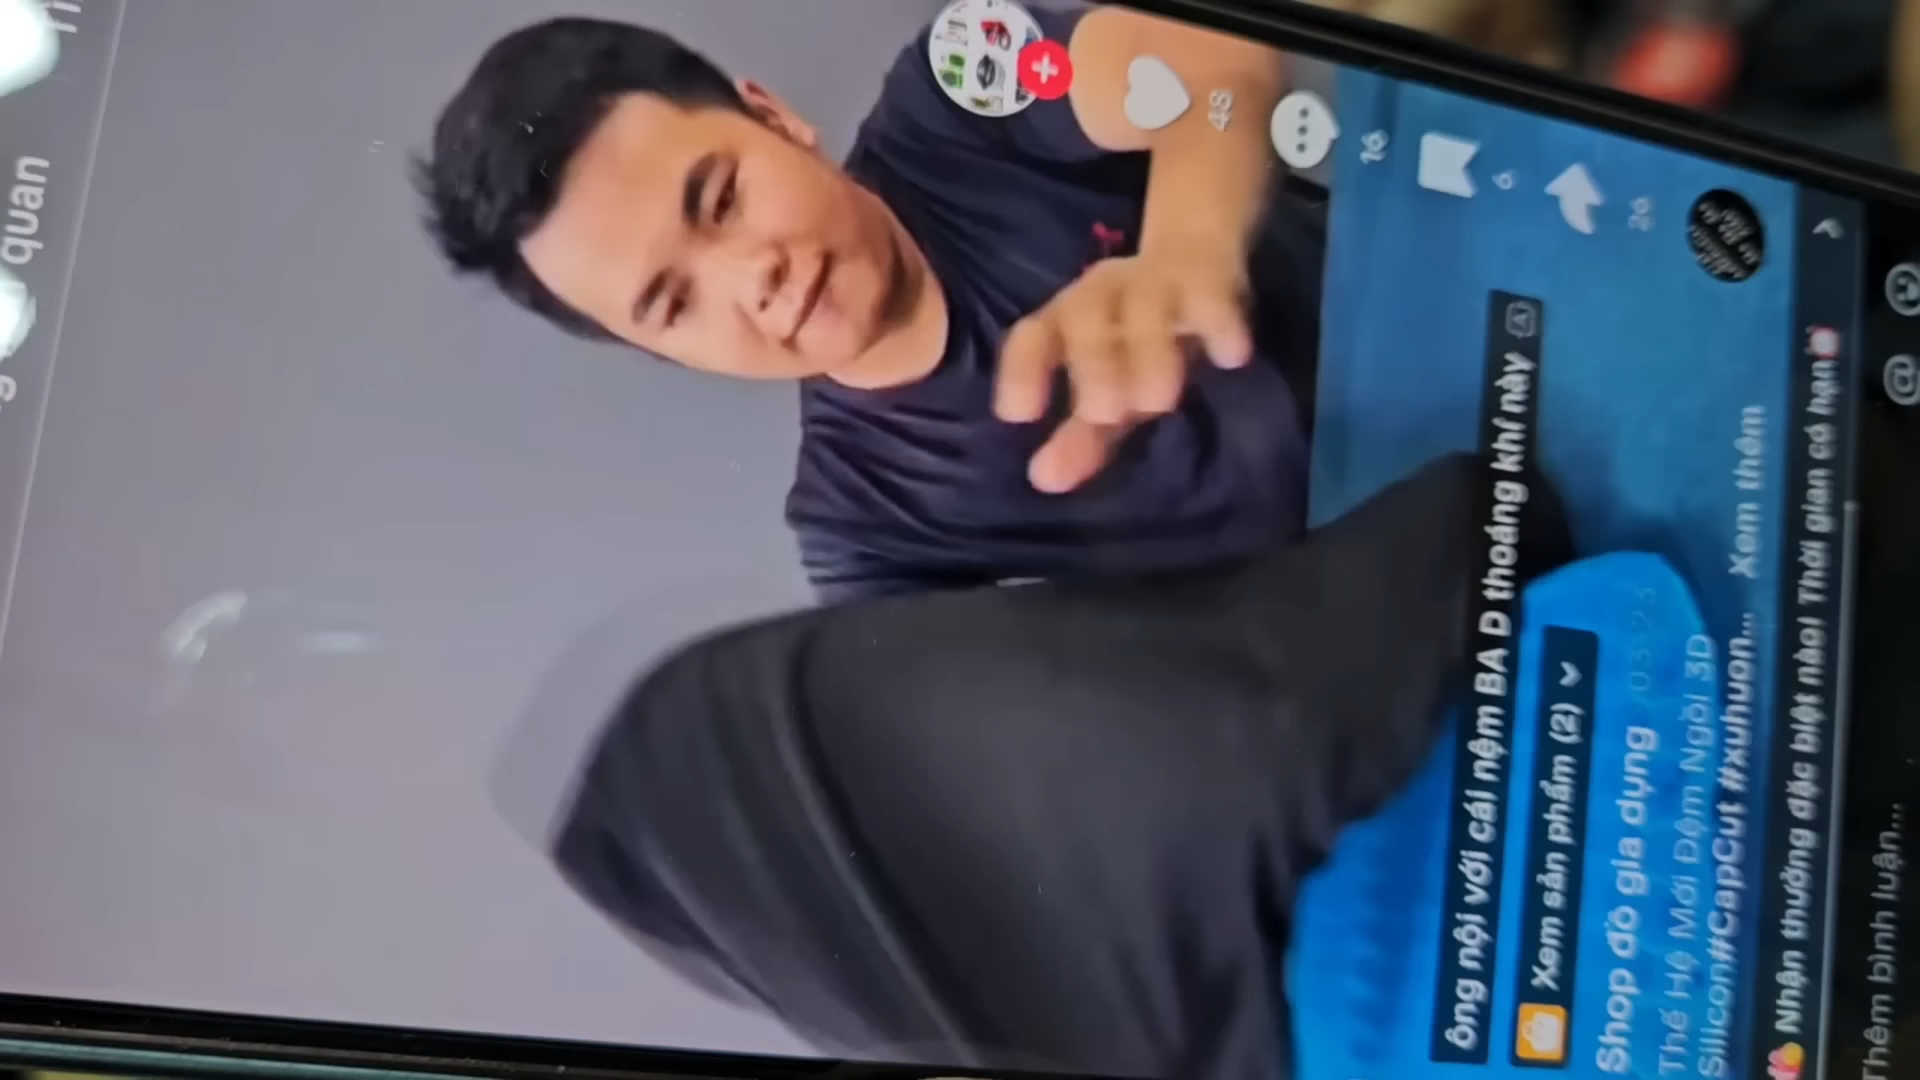 quan
48
16
6
26
ông nội với cái nệm BA D thoáng khí này
Xem sản phẩm (2)
Shop đồ gia dụng
Thế Hệ Mới Đệm Ngồi 3D
Silicon#CapCut #xuhuon... Xem thêm
Nhận thưởng đặc biệt nào! Thời gian có hạn
Thêm bình luận...
@